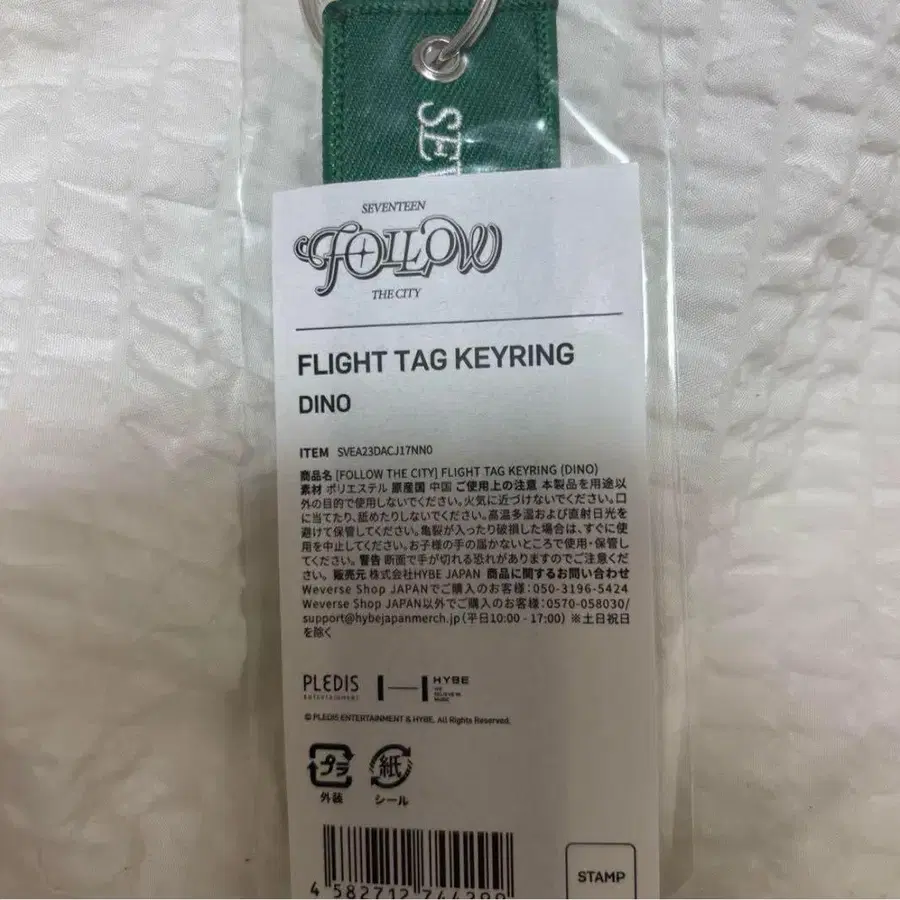 SE
SEVENTEEN
FOLLOW
THE CITY
FLIGHT TAG KEYRING
DINO
ITEM SVEA23DACJ17NN0
商品名 [FOLLOW THE CITY] FLIGHT TAG KEYRING (DINO)
素材 ポリエステル 原産国 中国 ご使用上の注意 本製品を用途以
外の目的で使用しないでください。火気に近づけないでください。口
に当てたり、舐めたりしないでください。高温多湿および直射日光を
避けて保管してください。亀裂が入ったり破損した場合は、すぐに使
用を中止してください。お子様の手の届かないところで使用・保管し
てください。警告 断面で手が切れる恐れがありますのでご注意くださ
い。販売元 株式会社HYBE JAPAN 商品に関するお問い合わせ
Weverse Shop JAPANでご購入のお客様：050-3196-5424
Weverse Shop JAPAN以外でご購入のお客様：0570-058030/
support@hybejapanmerch.jp（平日10:00 - 17:00）※土日祝日
を除く
PLEDIS
ENTERTAINMENT
HYBE
WE
BELIEVE IN
MUSIC
© PLEDIS ENTERTAINMENT & HYBE. All Rights Reserved.
プラ 紙
外装 シール
4 582712 744299
STAMP